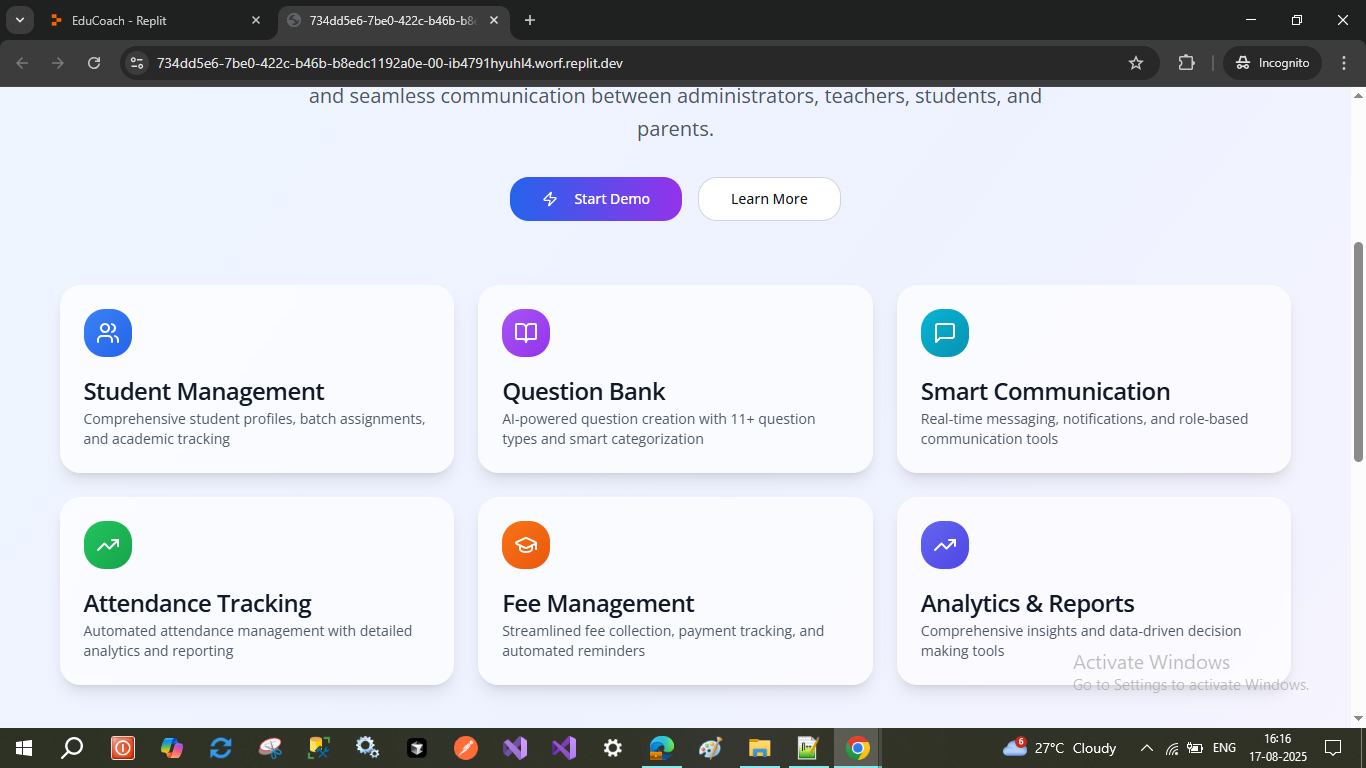 EduCoach - Replit
734dd5e6-7be0-422c-b46b-b8e
734dd5e6-7be0-422c-b46b-b8edc1192a0e-00-ib4791hyuhl4.worf.replit.dev
Incognito
and seamless communication between administrators, teachers, students, and
parents.
Start Demo
Learn More
Student Management
Comprehensive student profiles, batch assignments,
and academic tracking
Question Bank
AI-powered question creation with 11+ question
types and smart categorization
Smart Communication
Real-time messaging, notifications, and role-based
communication tools
Attendance Tracking
Automated attendance management with detailed
analytics and reporting
Fee Management
Streamlined fee collection, payment tracking, and
automated reminders
Analytics & Reports
Comprehensive insights and data-driven decision
making tools
Activate Windows
Go to Settings to activate Windows.
6
27°C Cloudy
ENG
16:16
17-08-2025